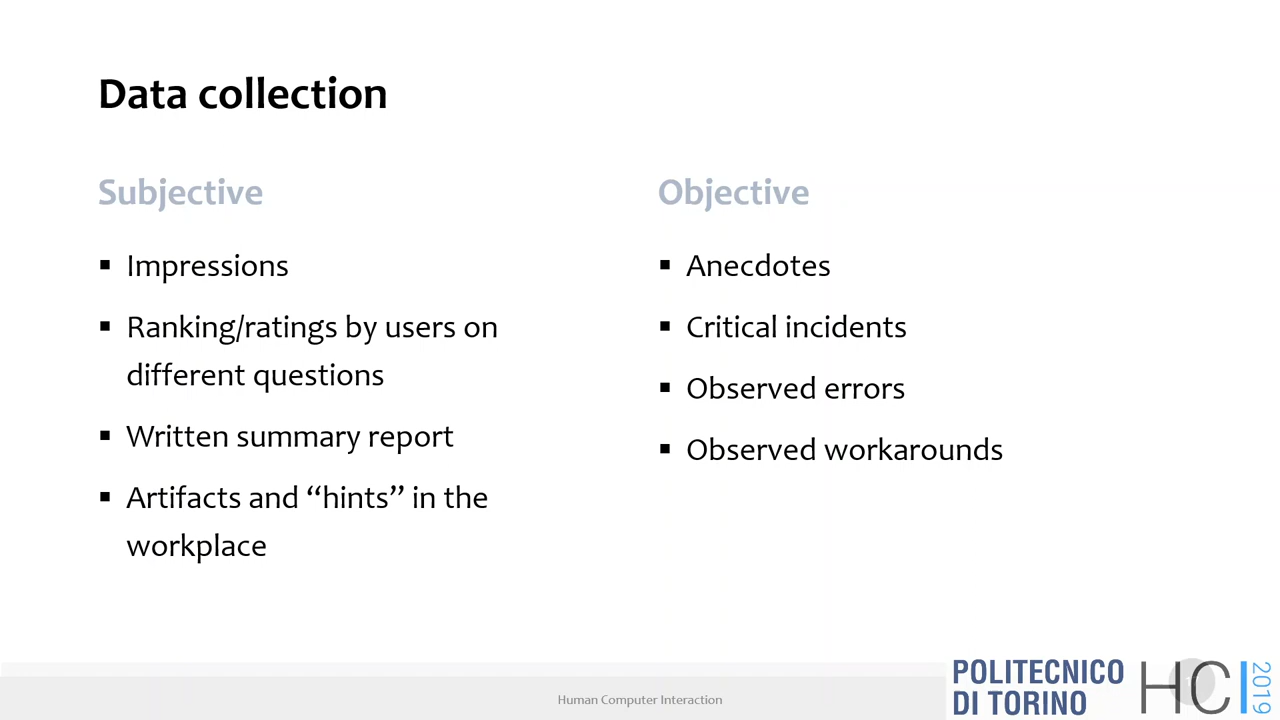 Data collection
Subjective
▪ Impressions
▪ Ranking/ratings by users on
different questions
▪ Written summary report
▪ Artifacts and “hints” in the
workplace
Objective
▪ Anecdotes
▪ Critical incidents
▪ Observed errors
▪ Observed workarounds
Human Computer Interaction
POLITECNICO
DI TORINO
HCI
2019